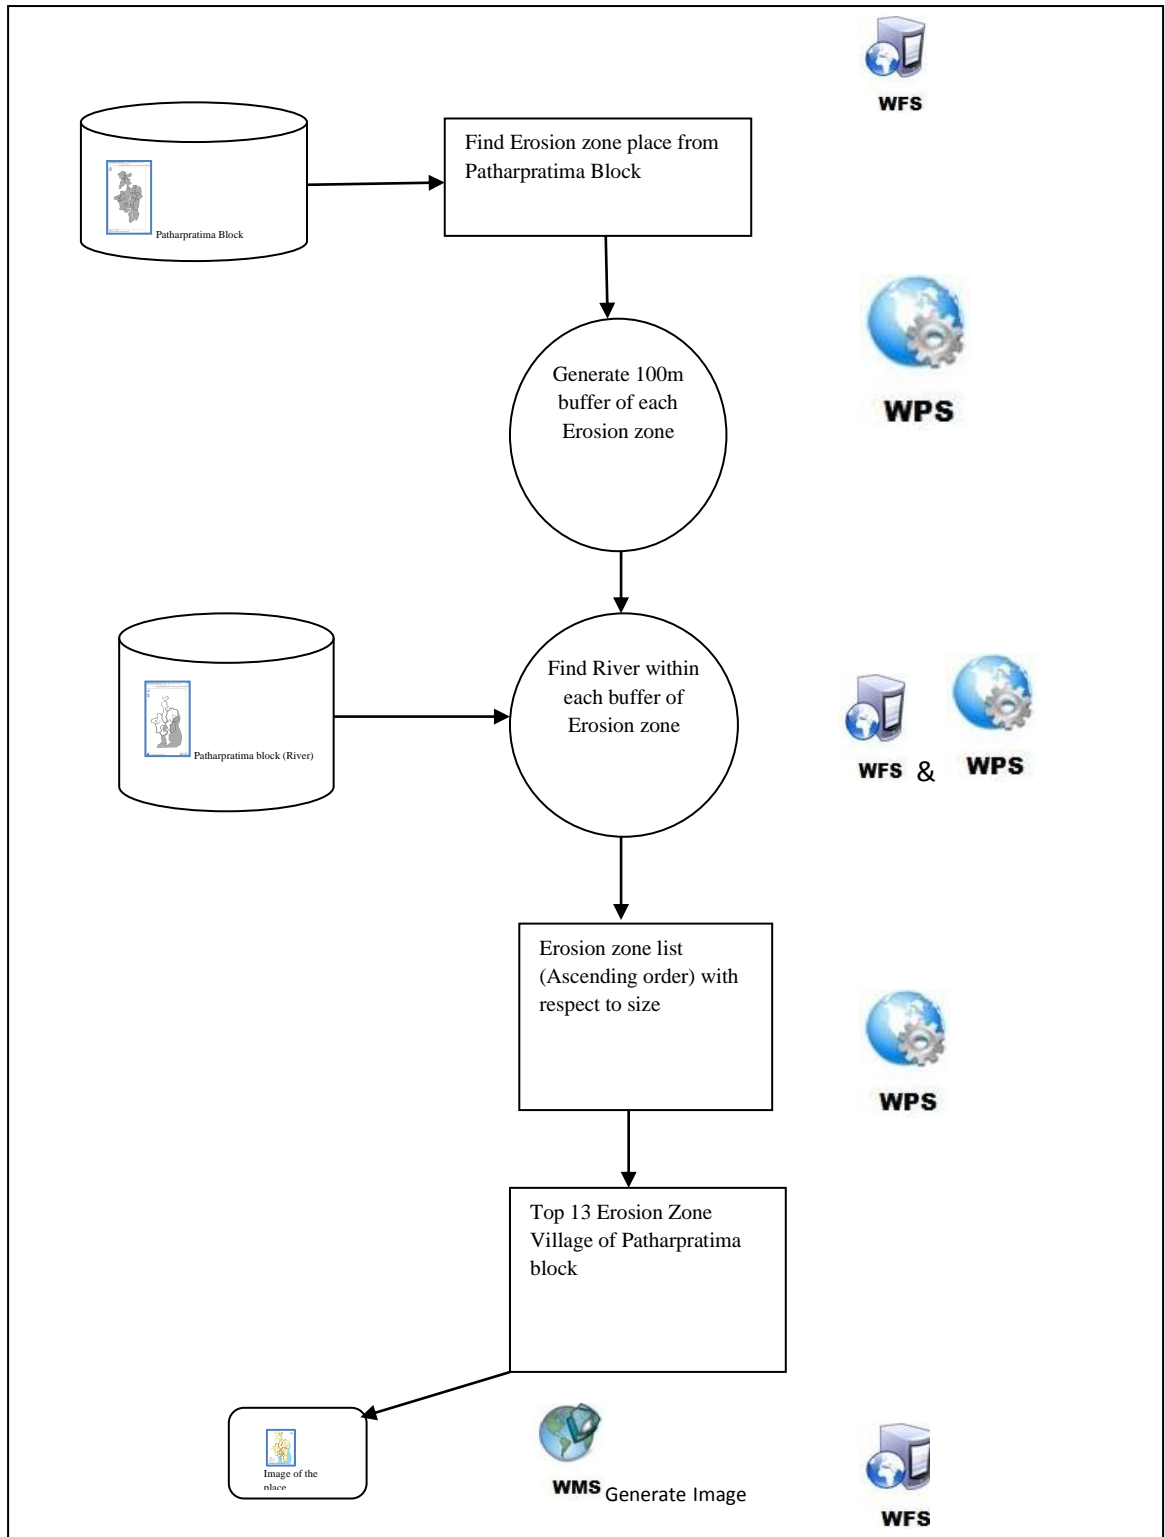 WFS
Find Erosion zone place from
Patharpratima Block
Patharpratima Block
Generate 100m
buffer of each
Erosion zone
WPS
Find River within
each buffer of
Erosion zone
Patharpratima block (River)
WFS & WPS
Erosion zone list
(Ascending order) with
respect to size
WPS
Top 13 Erosion Zone
Village of Patharpratima
block
Image of the
place
WMS Generate Image
WFS